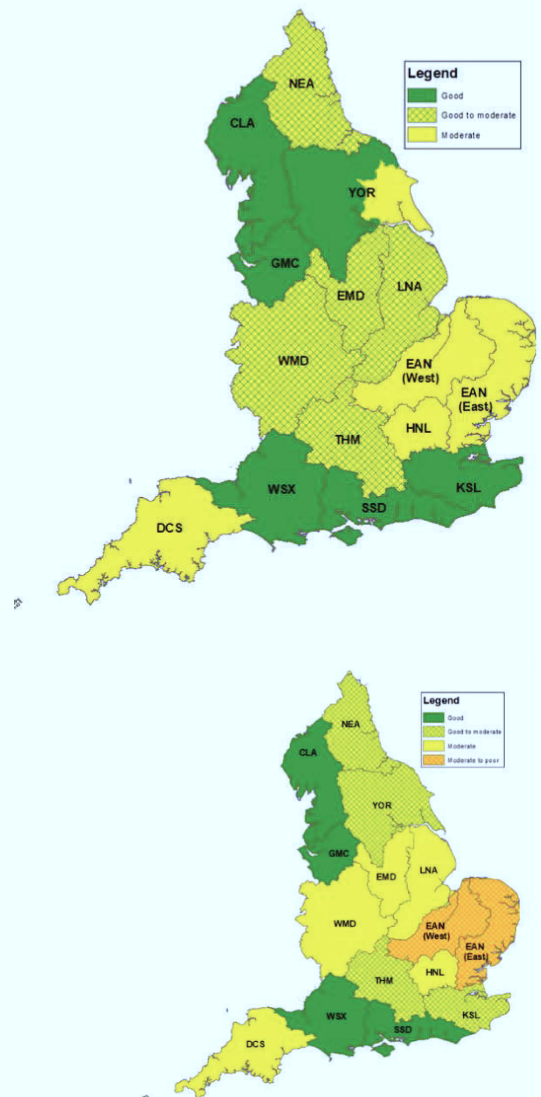 Legend
Good
Good to moderate
Moderate
NEA
CLA
YOR
GMC
EMD
LNA
WMD
EAN
(West)
EAN
(East)
HNL
THM
WSX
SSD
KSL
DCS
Legend
Good
Good to moderate
Moderate
Moderate to poor
NEA
CLA
YOR
GMC
EMD
LNA
WMD
EAN
(West)
EAN
(East)
HNL
THM
KSL
WSX
SSD
DCS